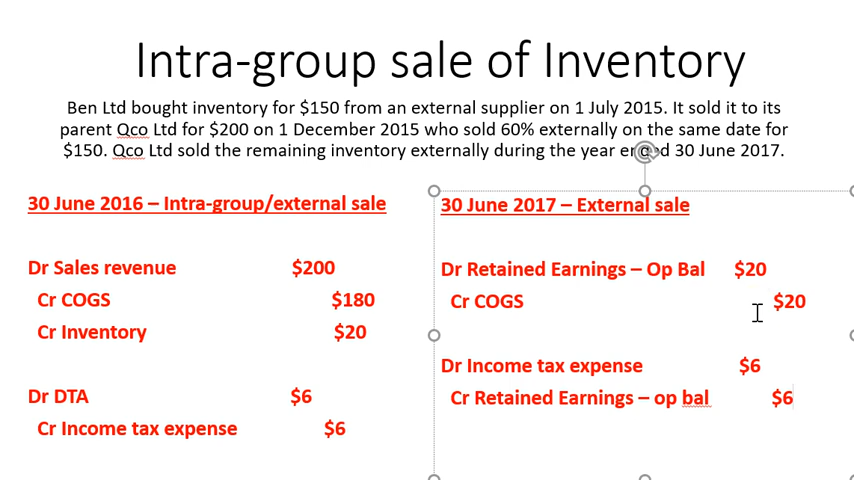 Intra-group sale of Inventory
Ben Ltd bought inventory for $150 from an external supplier on 1 July 2015. It sold it to its
parent Qco Ltd for $200 on 1 December 2015 who sold 60% externally on the same date for
$150. Qco Ltd sold the remaining inventory externally during the year ended 30 June 2017.
30 June 2016 – Intra-group/external sale
Dr Sales revenue $200
Cr COGS $180
Cr Inventory $20
Dr DTA $6
Cr Income tax expense $6
30 June 2017 – External sale
Dr Retained Earnings – Op Bal $20
Cr COGS $20
Dr Income tax expense $6
Cr Retained Earnings – op bal $6